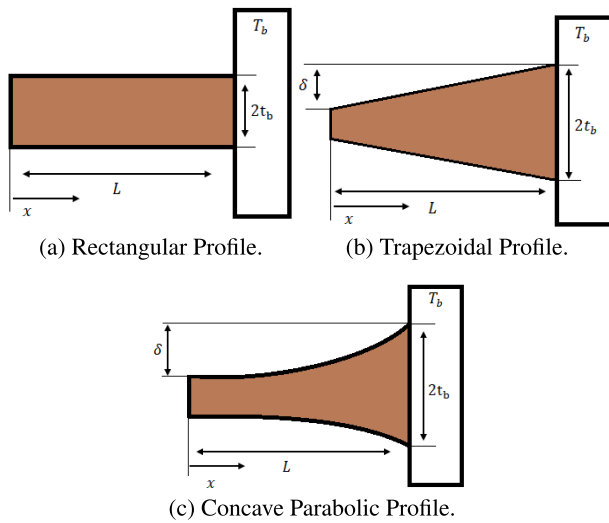 T_b
2t_b
L
x
(a) Rectangular Profile.
T_b
δ
2t_b
L
x
(b) Trapezoidal Profile.
T_b
δ
2t_b
L
x
(c) Concave Parabolic Profile.